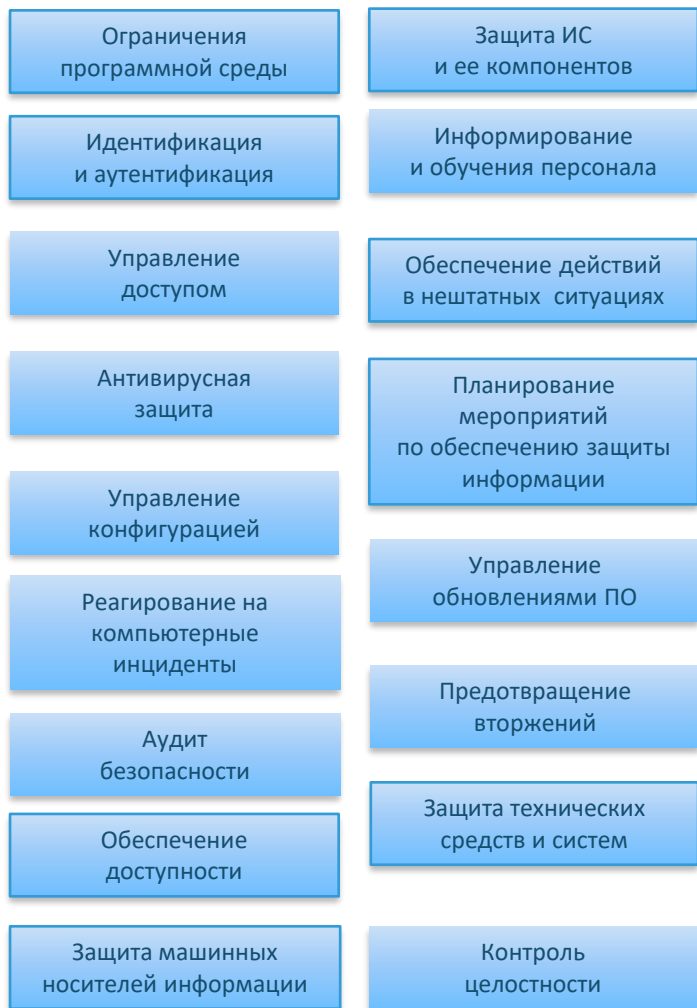 Ограничения
программной среды
Идентификация
и аутентификация
Управление
доступом
Антивирусная
защита
Управление
конфигурацией
Реагирование на
компьютерные
инциденты
Аудит
безопасности
Обеспечение
доступности
Защита машинных
носителей информации
Защита ИС
и ее компонентов
Информирование
и обучения персонала
Обеспечение действий
в нештатных ситуациях
Планирование
мероприятий
по обеспечению защиты
информации
Управление
обновлениями ПО
Предотвращение
вторжений
Защита технических
средств и систем
Контроль
целостности